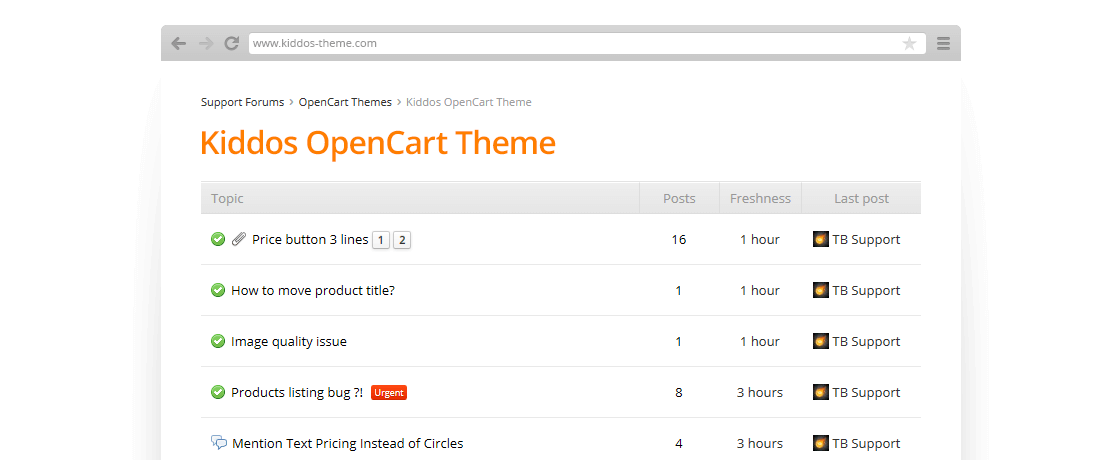 www.kiddos-theme.com
Support Forums › OpenCart Themes › Kiddos OpenCart Theme
Kiddos OpenCart Theme
Topic Posts Freshness Last post
Price button 3 lines 1 2 16 1 hour TB Support
How to move product title? 1 1 hour TB Support
Image quality issue 1 1 hour TB Support
Products listing bug ?! Urgent 8 3 hours TB Support
Mention Text Pricing Instead of Circles 4 3 hours TB Support